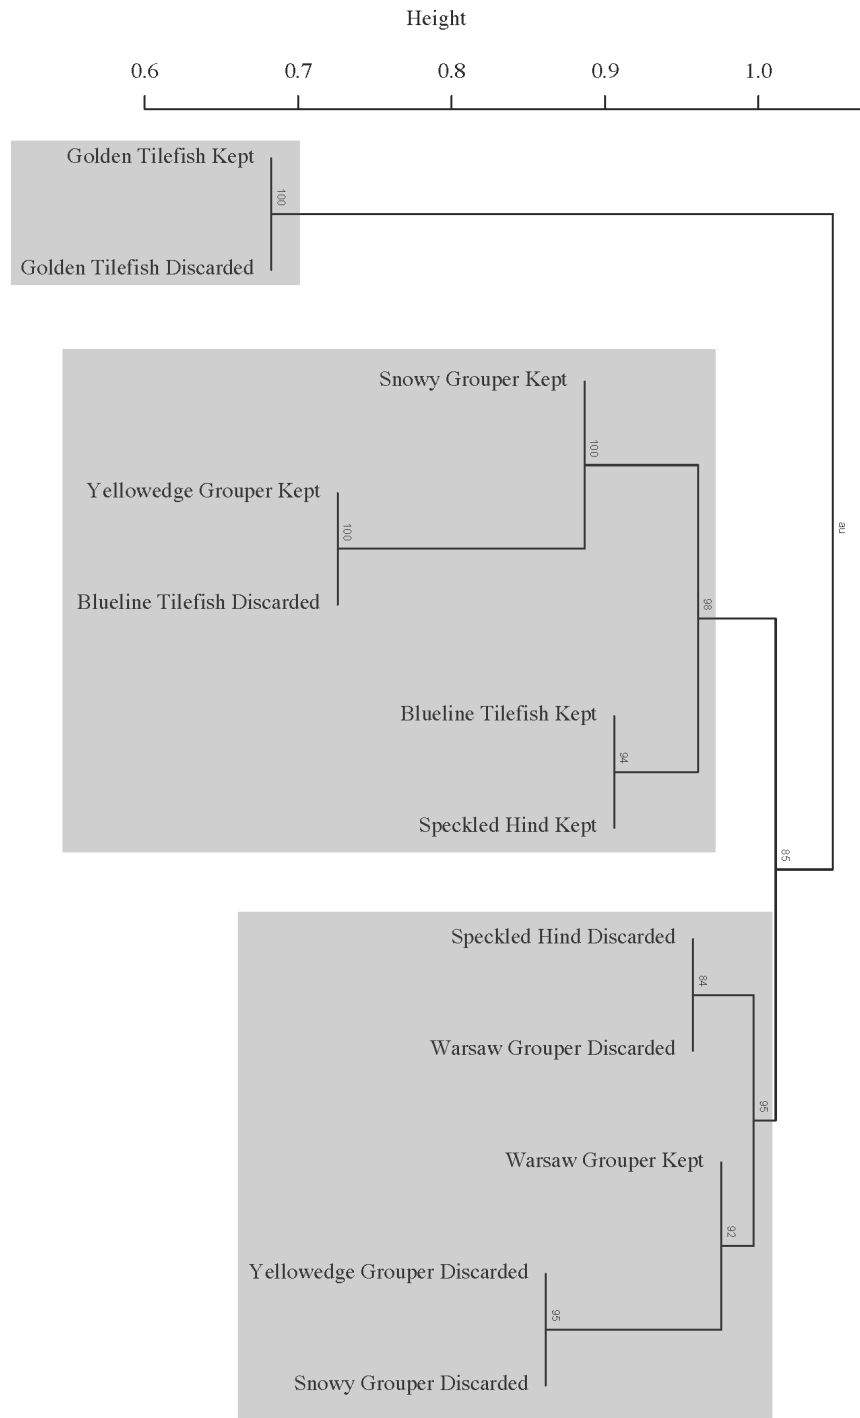 Height
0.6 0.7 0.8 0.9 1.0
Golden Tilefish Kept
100
Golden Tilefish Discarded
Snowy Grouper Kept
100
Yellowedge Grouper Kept
100
au
Blueline Tilefish Discarded
98
Blueline Tilefish Kept
94
Speckled Hind Kept
85
Speckled Hind Discarded
84
Warsaw Grouper Discarded
95
Warsaw Grouper Kept
92
Yellowedge Grouper Discarded
95
Snowy Grouper Discarded